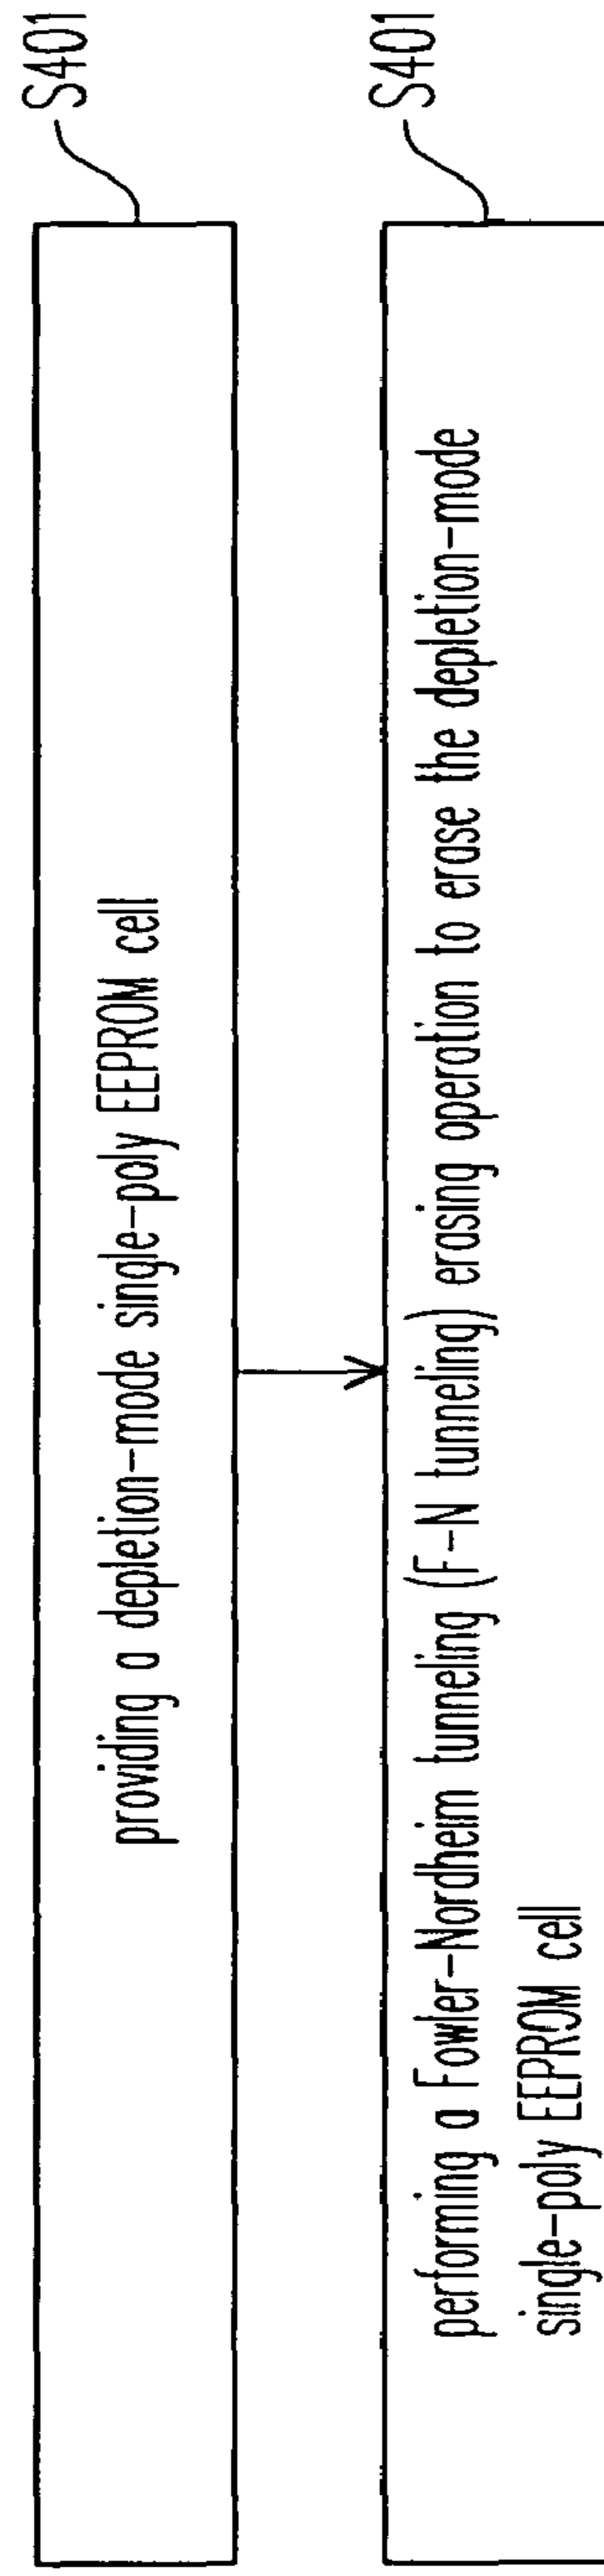 S401
providing a depletion-mode single-poly EEPROM cell
S401
performing a Fowler-Nordheim tunneling (F-N tunneling) erasing operation to erase the depletion-mode
single-poly EEPROM cell